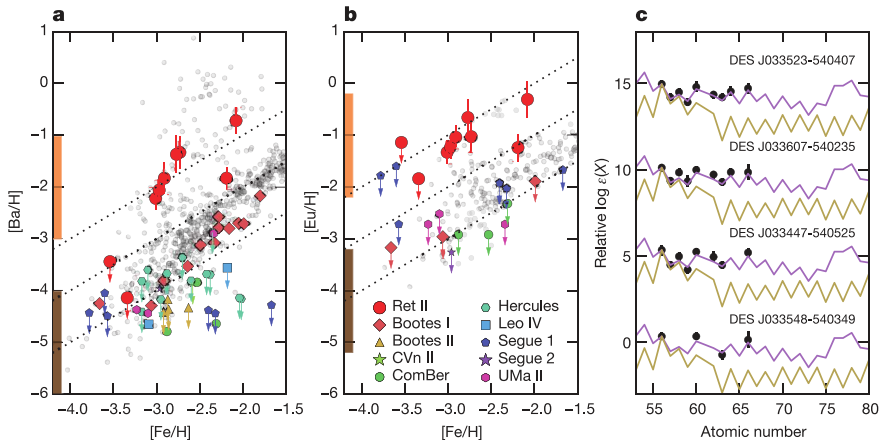 a
b
c
1
0
−1
−2
−3
−4
−5
−6
[Ba/H]
−4.0
−3.5
−3.0
−2.5
−2.0
−1.5
[Fe/H]
1
0
−1
−2
−3
−4
−5
−6
[Eu/H]
Ret II
Bootes I
Bootes II
CVn II
ComBer
Hercules
Leo IV
Segue 1
Segue 2
UMa II
−4.0
−3.5
−3.0
−2.5
−2.0
−1.5
[Fe/H]
15
10
5
0
Relative log ε(X)
DES J033523–540407
DES J033607–540235
DES J033447–540525
DES J033548–540349
55
60
65
70
75
80
Atomic number